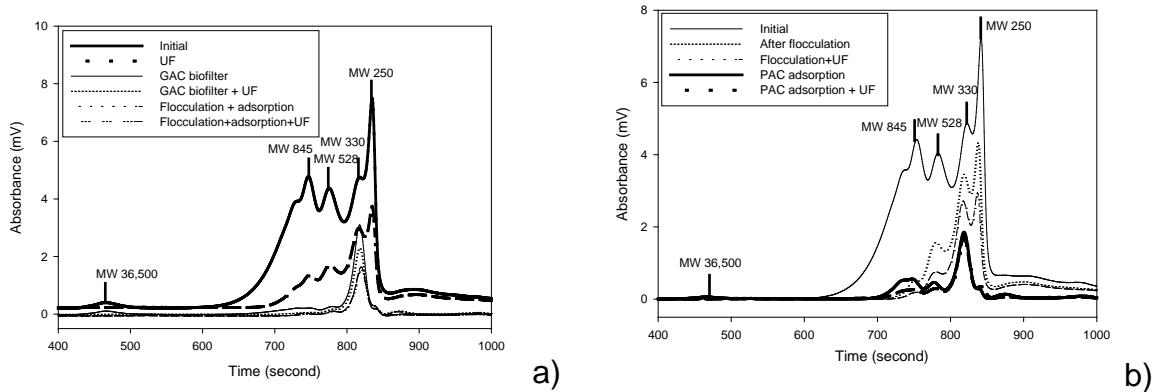 10
8
6
4
2
0
Absorbance (mV)
Initial
UF
GAC biofilter
GAC biofilter + UF
Flocculation + adsorption
Flocculation+adsorption+UF
MW 250
MW 330
MW 845
MW 528
MW 36,500
400 500 600 700 800 900 1000
Time (second)
a)
8
6
4
2
0
Absorbance (mV)
Initial
After flocculation
Flocculation+UF
PAC adsorption
PAC adsorption + UF
MW 250
MW 330
MW 845
MW 528
MW 36,500
400 500 600 700 800 900 1000
Time (second)
b)